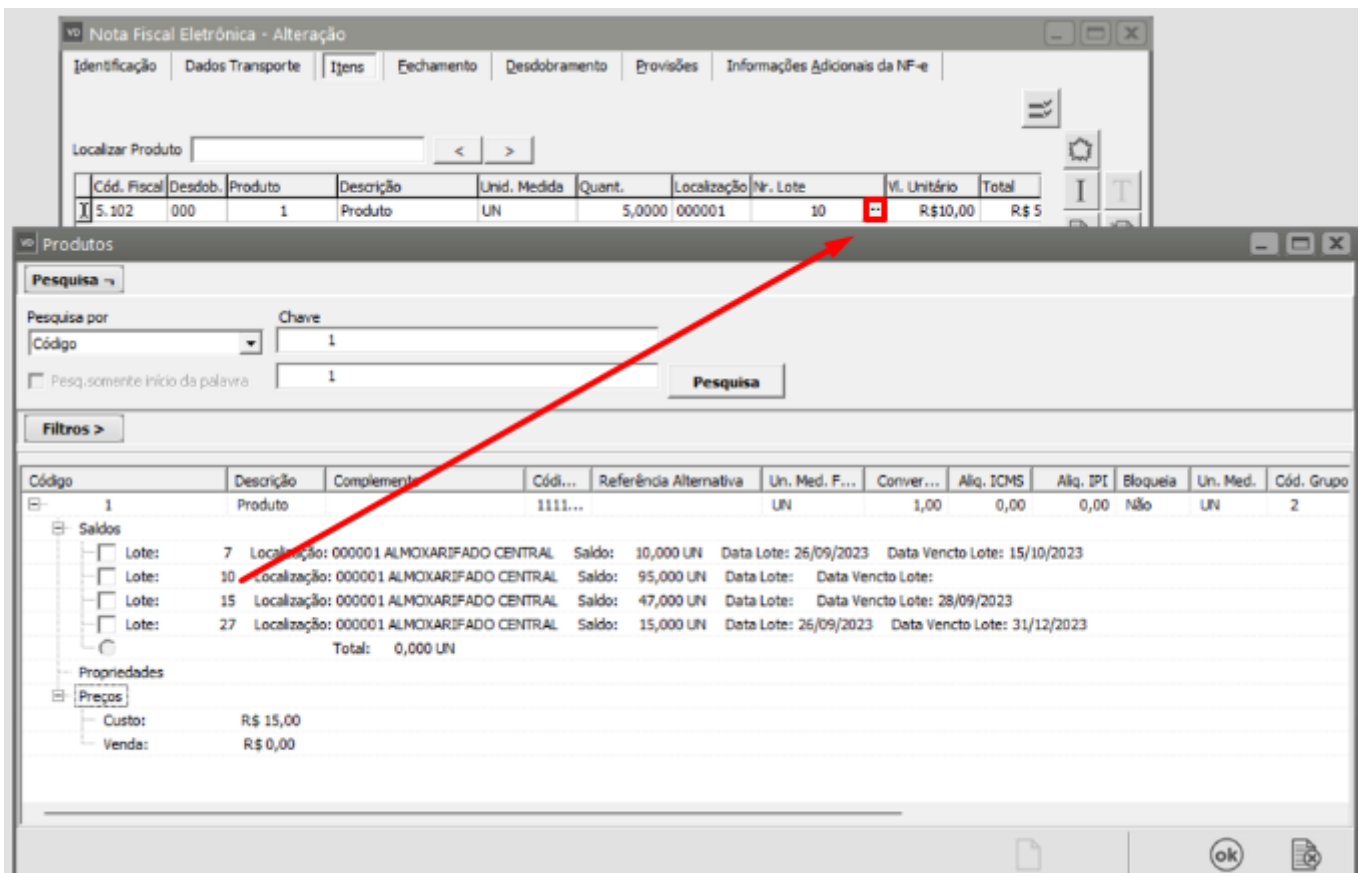 VD Nota Fiscal Eletrônica - Alteração
Identificação Dados Transporte Itens Fechamento Desdobramento Provisões Informações Adicionais da NF-e
Localizar Produto < >
Cód. Fiscal Desdob. Produto Descrição Unid. Medida Quant. Localização Nr. Lote Vl. Unitário Total
5.102 000 1 Produto UN 5,0000 000001 10 ... R$10,00 R$ 5
VD Produtos
Pesquisa ¬
Pesquisa por Chave
Código 1
Pesq.somente início da palavra 1 Pesquisa
Filtros >
Código Descrição Complemento Códi... Referência Alternativa Un. Med. F... Conver... Aliq. ICMS Aliq. IPI Bloqueia Un. Med. Cód. Grupo
1 Produto 1111... UN 1,00 0,00 0,00 Não UN 2
Saldos
Lote: 7 Localização: 000001 ALMOXARIFADO CENTRAL Saldo: 10,000 UN Data Lote: 26/09/2023 Data Vencto Lote: 15/10/2023
Lote: 10 Localização: 000001 ALMOXARIFADO CENTRAL Saldo: 95,000 UN Data Lote: Data Vencto Lote:
Lote: 15 Localização: 000001 ALMOXARIFADO CENTRAL Saldo: 47,000 UN Data Lote: Data Vencto Lote: 28/09/2023
Lote: 27 Localização: 000001 ALMOXARIFADO CENTRAL Saldo: 15,000 UN Data Lote: 26/09/2023 Data Vencto Lote: 31/12/2023
Total: 0,000 UN
Propriedades
Preços
Custo: R$ 15,00
Venda: R$ 0,00
ok